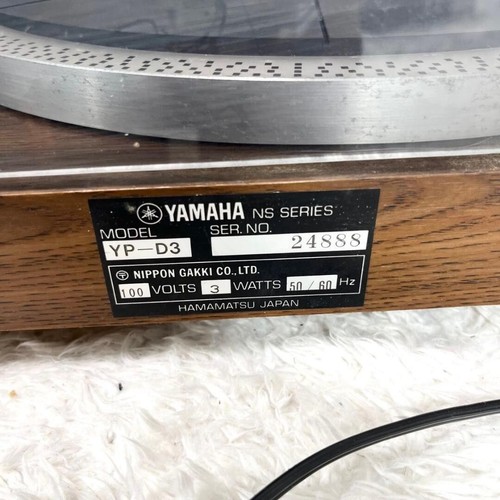 YAMAHA NS SERIES
MODEL SER. NO.
YP-D3 24888
NIPPON GAKKI CO., LTD.
100 VOLTS 3 WATTS 50/60 Hz
HAMAMATSU JAPAN